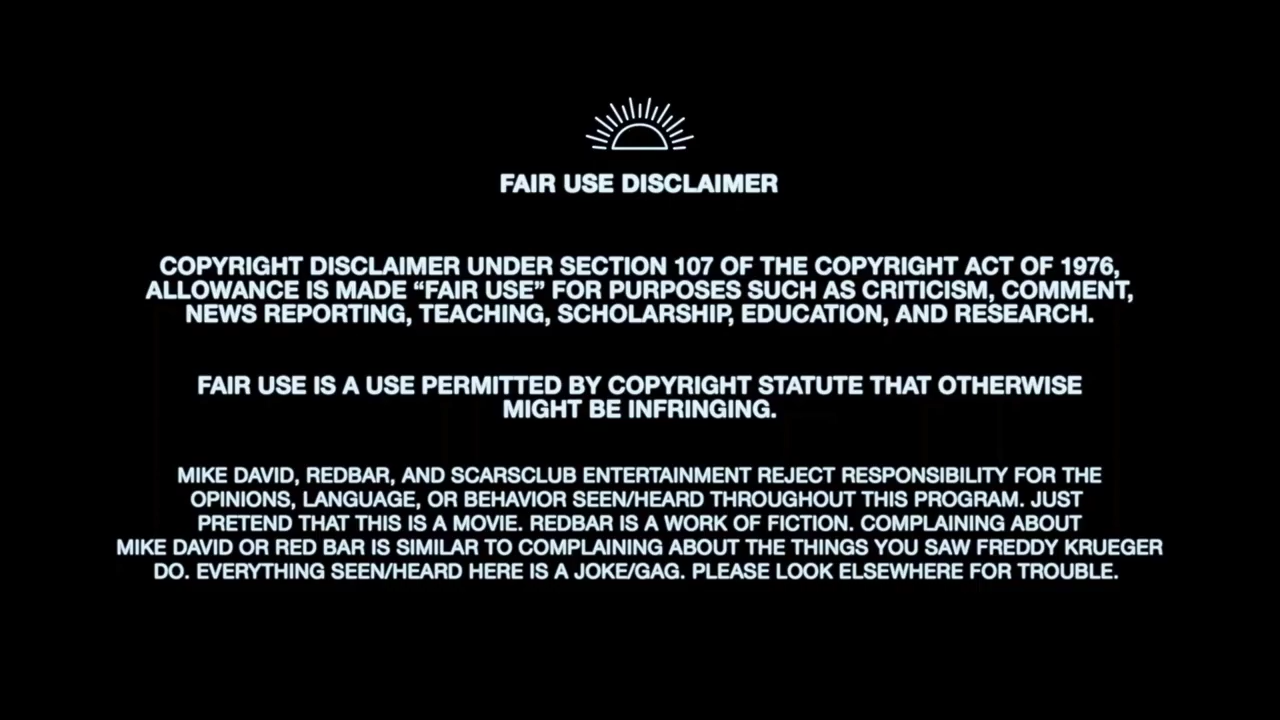 FAIR USE DISCLAIMER
COPYRIGHT DISCLAIMER UNDER SECTION 107 OF THE COPYRIGHT ACT OF 1976,
ALLOWANCE IS MADE “FAIR USE” FOR PURPOSES SUCH AS CRITICISM, COMMENT,
NEWS REPORTING, TEACHING, SCHOLARSHIP, EDUCATION, AND RESEARCH.
FAIR USE IS A USE PERMITTED BY COPYRIGHT STATUTE THAT OTHERWISE
MIGHT BE INFRINGING.
MIKE DAVID, REDBAR, AND SCARSCLUB ENTERTAINMENT REJECT RESPONSIBILITY FOR THE
OPINIONS, LANGUAGE, OR BEHAVIOR SEEN/HEARD THROUGHOUT THIS PROGRAM. JUST
PRETEND THAT THIS IS A MOVIE. REDBAR IS A WORK OF FICTION. COMPLAINING ABOUT
MIKE DAVID OR RED BAR IS SIMILAR TO COMPLAINING ABOUT THE THINGS YOU SAW FREDDY KRUEGER
DO. EVERYTHING SEEN/HEARD HERE IS A JOKE/GAG. PLEASE LOOK ELSEWHERE FOR TROUBLE.